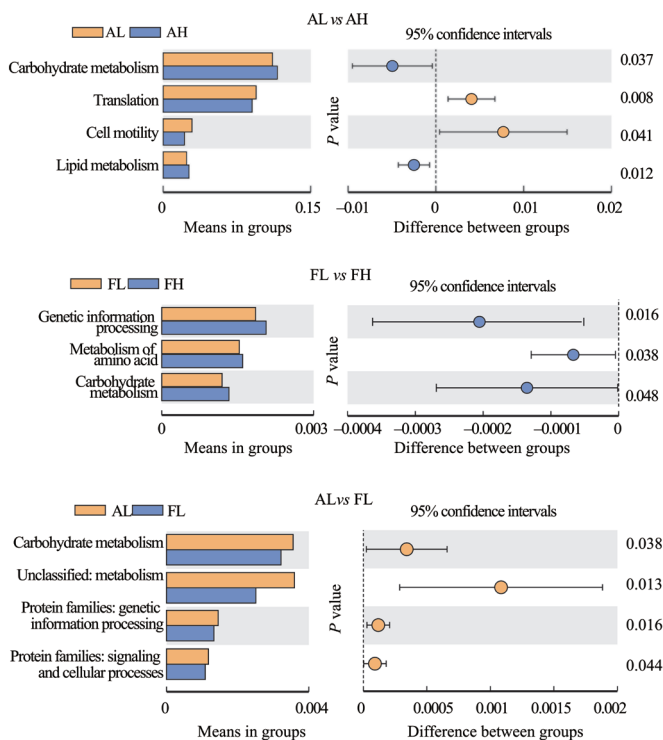 AL vs AH
AL AH
95% confidence intervals
Carbohydrate metabolism
Translation
Cell motility
Lipid metabolism
P value
0.037
0.008
0.041
0.012
0 0.15
Means in groups
−0.01 0 0.01 0.02
Difference between groups
FL vs FH
FL FH
95% confidence intervals
Genetic information
processing
Metabolism of
amino acid
Carbohydrate
metabolism
P value
0.016
0.038
0.048
0 0.003
Means in groups
−0.0004 −0.0003 −0.0002 −0.0001 0
Difference between groups
ALvs FL
AL FL
95% confidence intervals
Carbohydrate metabolism
Unclassified: metabolism
Protein families: genetic
information processing
Protein families: signaling
and cellular processes
P value
0.038
0.013
0.016
0.044
0 0.004
Means in groups
0 0.0005 0.001 0.0015 0.002
Difference between groups